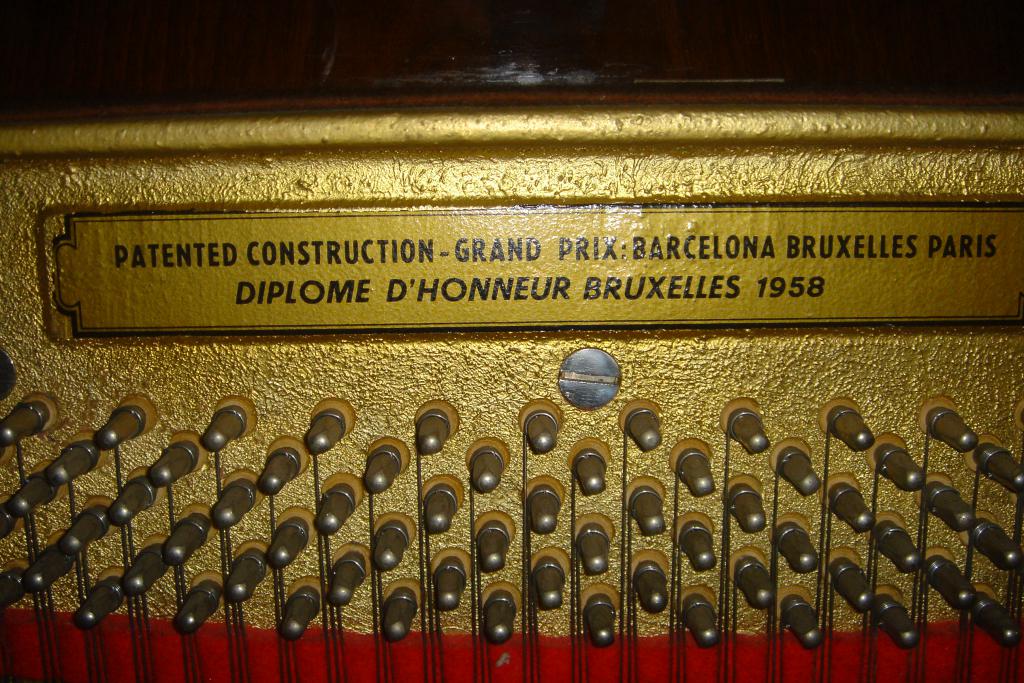 PATENTED CONSTRUCTION-GRAND PRIX: BARCELONA BRUXELLES PARIS
DIPLOME D'HONNEUR BRUXELLES 1958